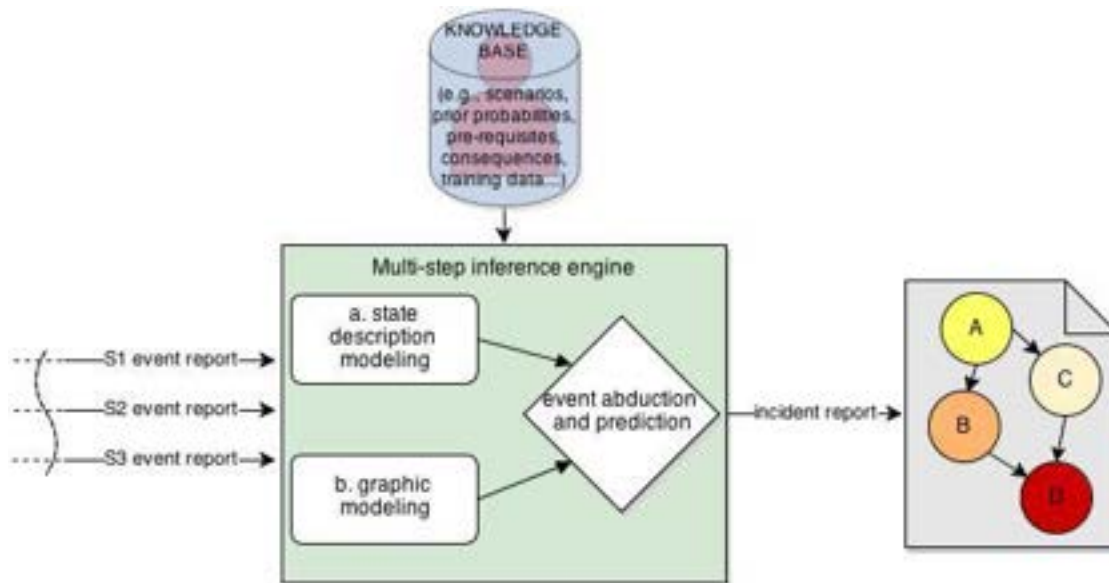 KNOWLEDGE
BASE
(e.g., scenarios,
prior probabilities,
pre-requisites,
consequences,
training data...)
Multi-step inference engine
a. state
description
modeling
S1 event report
S2 event report
S3 event report
event abduction
and prediction
b. graphic
modeling
incident report
A
C
B
D